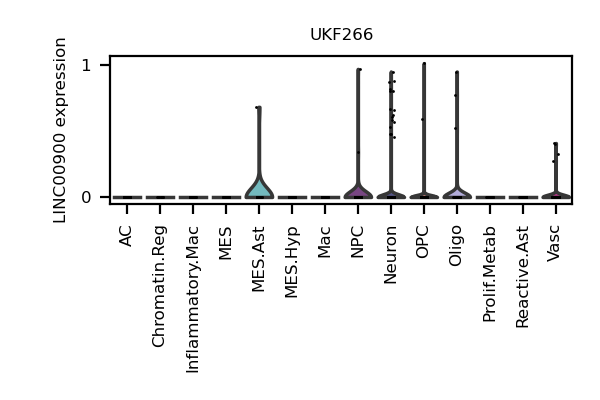 UKF266
LINC00900 expression
1
0
AC
Chromatin.Reg
Inflammatory.Mac
MES
MES.Ast
MES.Hyp
Mac
NPC
Neuron
OPC
Oligo
Prolif.Metab
Reactive.Ast
Vasc